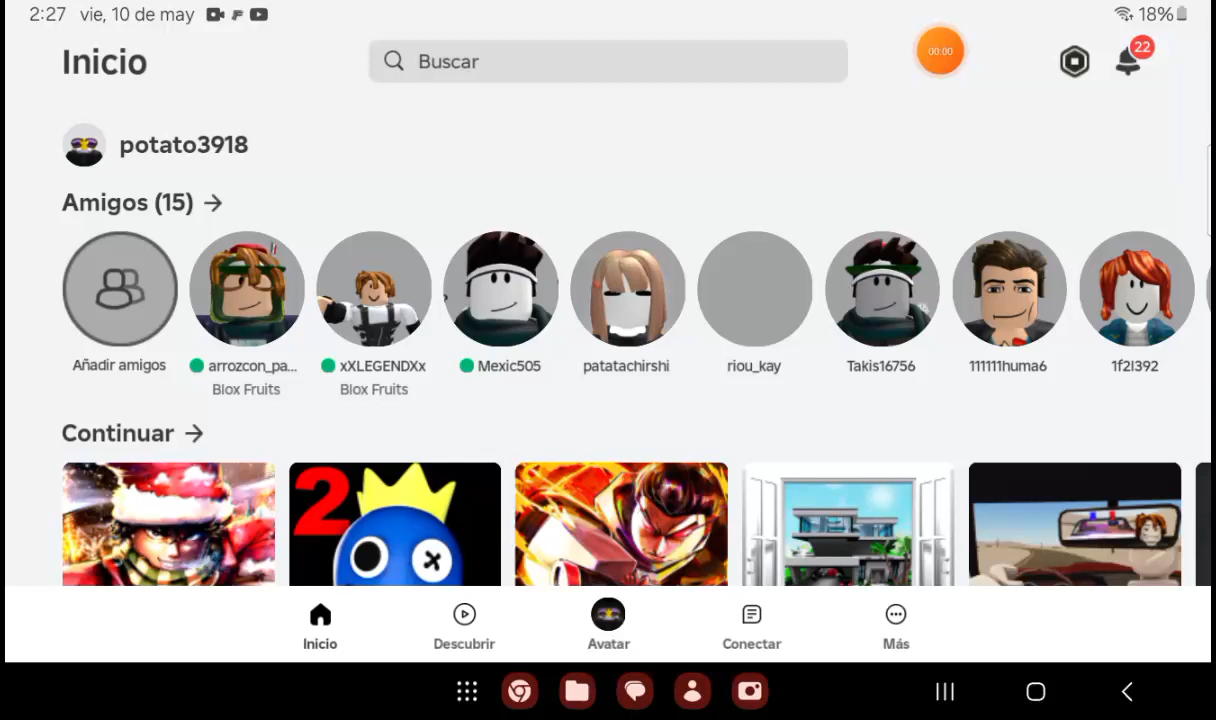 2:27 vie, 10 de may
18%
Inicio
Buscar
00:00
22
potato3918
Amigos (15) →
Añadir amigos
arrozcon_pa...
Blox Fruits
xXLEGENDXx
Blox Fruits
Mexic505
patatachirshi
riou_kay
Takis16756
111111huma6
1f2l392
Continuar →
2
Inicio
Descubrir
Avatar
Conectar
Más